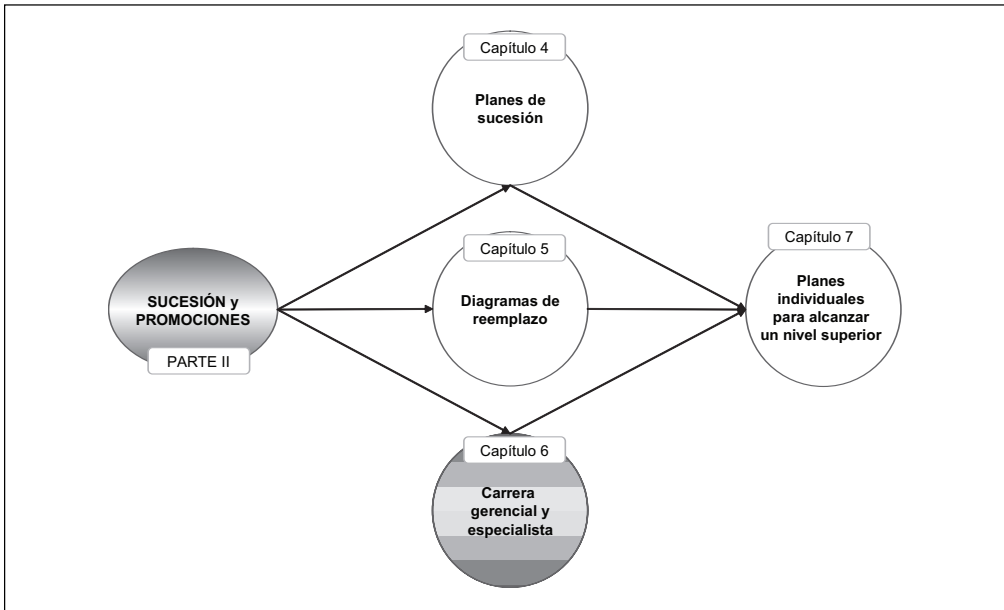 Capítulo 4
Planes de
sucesión
SUCESIÓN y
PROMOCIONES
PARTE II
Capítulo 5
Diagramas de
reemplazo
Capítulo 7
Planes
individuales
para alcanzar
un nivel superior
Capítulo 6
Carrera
gerencial y
especialista